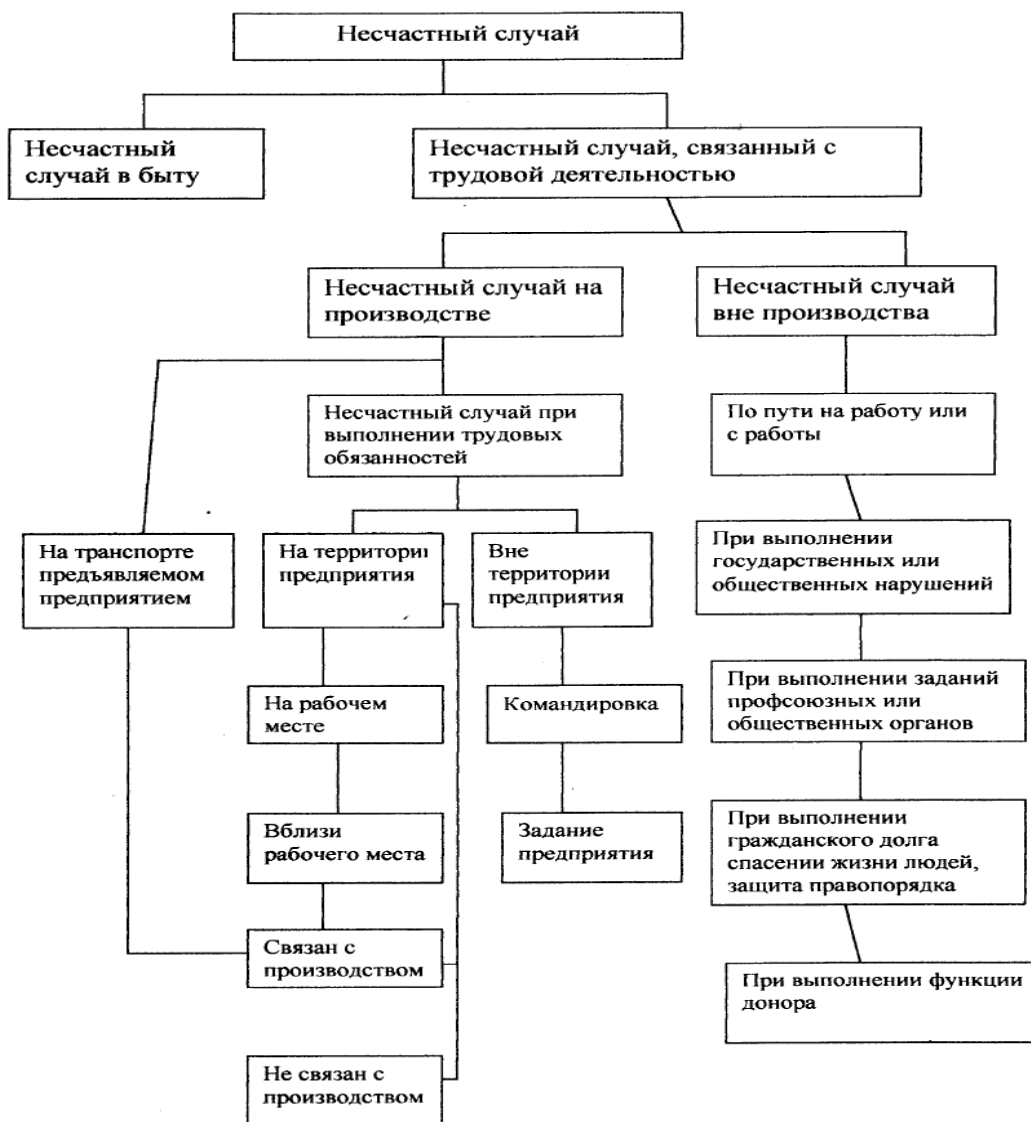 Несчастный случай
Несчастный
случай в быту
Несчастный случай, связанный с
трудовой деятельностью
Несчастный случай на
производстве
Несчастный случай
вне производства
Несчастный случай при
выполнении трудовых
обязанностей
По пути на работу или
с работы
На транспорте
предъявляемом
предприятием
На территории
предприятия
Вне
территории
предприятия
При выполнении
государственных или
общественных нарушений
На рабочем
месте
Командировка
При выполнении заданий
профсоюзных или
общественных органов
Вблизи
рабочего места
Задание
предприятия
При выполнении
гражданского долга
спасении жизни людей,
защита правопорядка
Связан с
производством
При выполнении функции
донора
Не связан с
производством